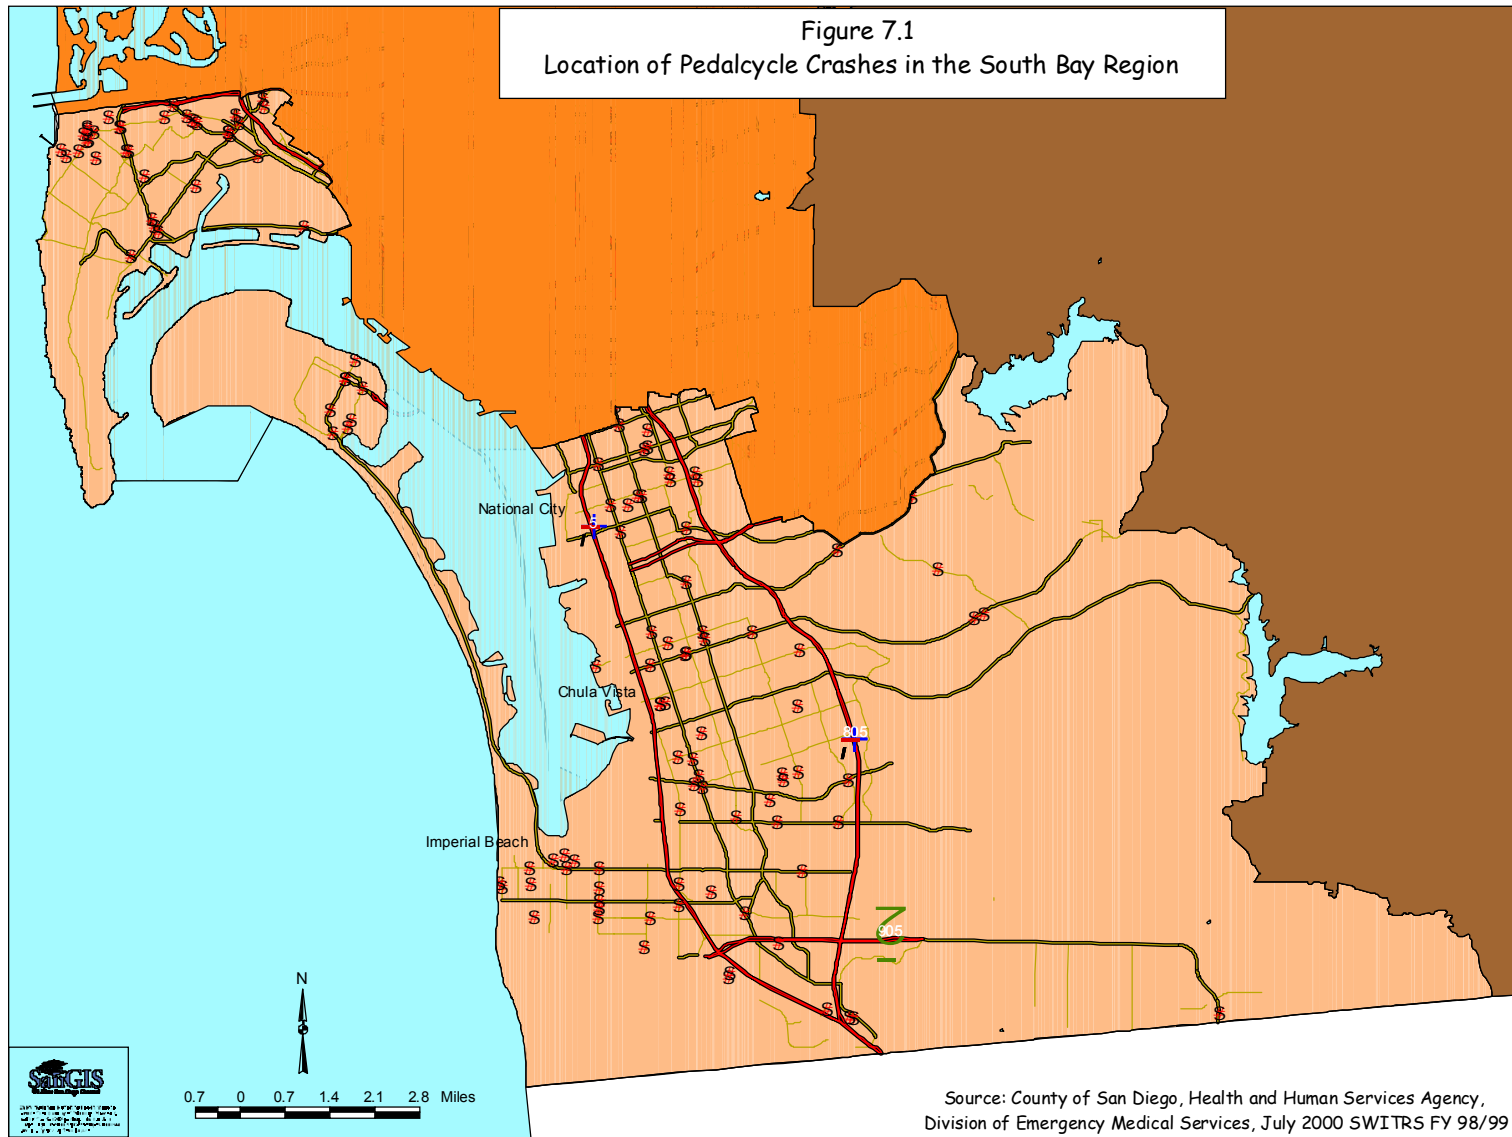 Figure 7.1
Location of Pedalcycle Crashes in the South Bay Region
National City
5
Chula Vista
805
Imperial Beach
905
N
SanGIS
0.7 0 0.7 1.4 2.1 2.8 Miles
Source: County of San Diego, Health and Human Services Agency,
Division of Emergency Medical Services, July 2000 SWITRS FY 98/99